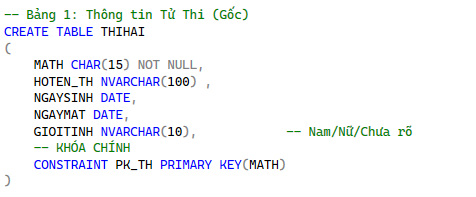 -- Bảng 1: Thông tin Tử Thi (Gốc)
CREATE TABLE THIHAI
(
MATH CHAR(15) NOT NULL,
HOTEN_TH NVARCHAR(100) ,
NGAYSINH DATE,
NGAYMAT DATE,
GIOITINH NVARCHAR(10), -- Nam/Nữ/Chưa rõ
-- KHÓA CHÍNH
CONSTRAINT PK_TH PRIMARY KEY(MATH)
)